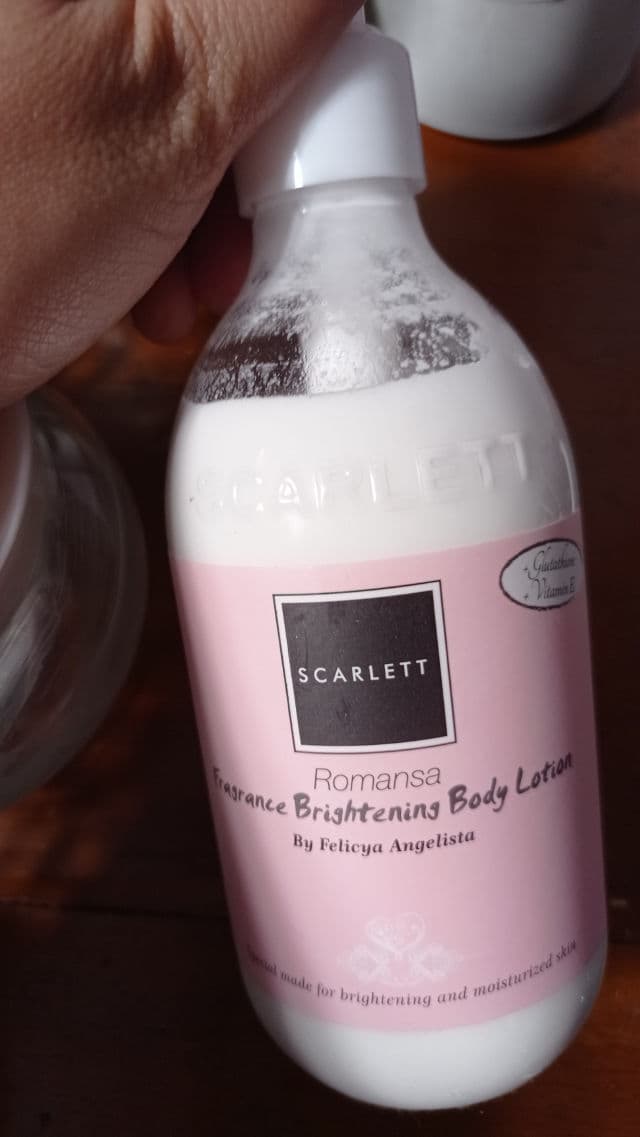 SCARLETT
+ Glutathione
+ Vitamin E
SCARLETT
Romansa
Fragrance Brightening Body Lotion
By Felicya Angelista
Special made for brightening and moisturized skin